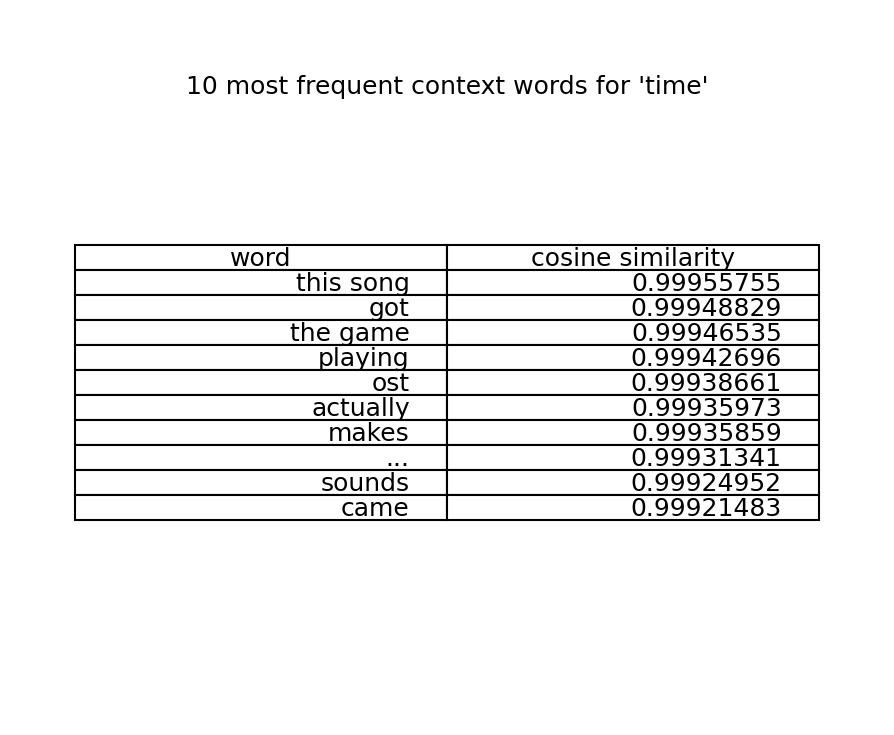 10 most frequent context words for 'time'
word cosine similarity
this song 0.99955755
got 0.99948829
the game 0.99946535
playing 0.99942696
ost 0.99938661
actually 0.99935973
makes 0.99935859
... 0.99931341
sounds 0.99924952
came 0.99921483